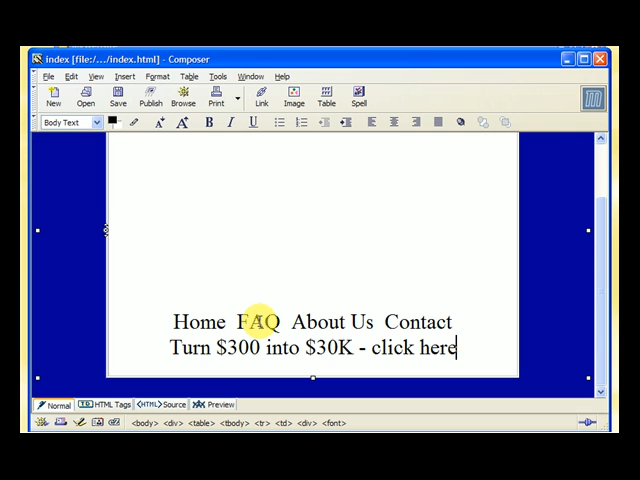 index [file:/.../index.html] - Composer
File Edit View Insert Format Table Tools Window Help
New Open Save Publish Browse Print Link Image Table Spell
Body Text B I U
Home FAQ About Us Contact
Turn $300 into $30K - click here
Normal TD HTML Tags <HTML> Source Preview
<body> <div> <table> <tbody> <tr> <td> <div> <font>